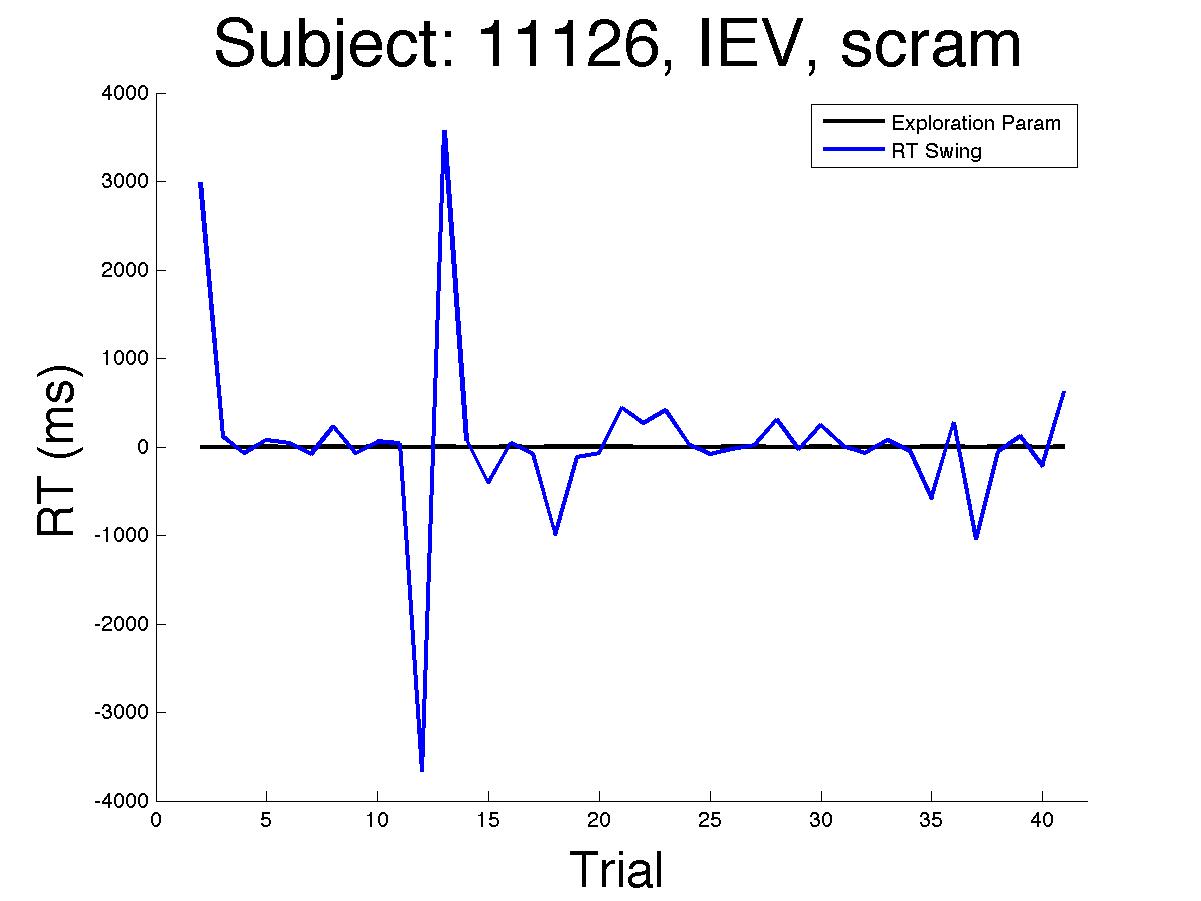 Subject: 11126, IEV, scram
Exploration Param
RT Swing
4000
3000
2000
1000
0
-1000
-2000
-3000
-4000
RT (ms)
0 5 10 15 20 25 30 35 40
Trial